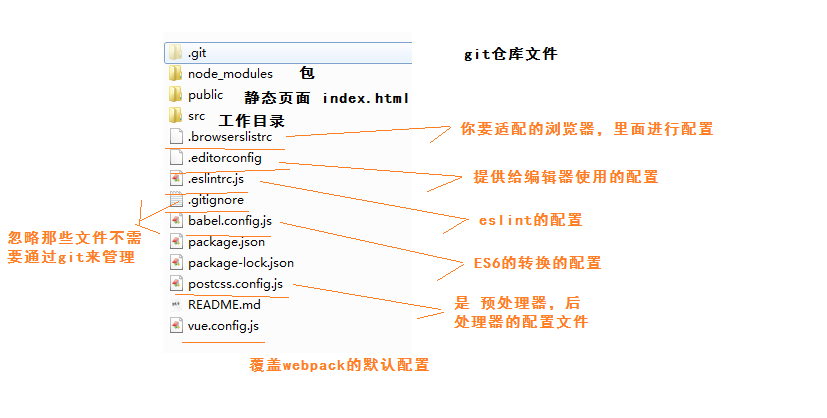 .git
git仓库文件
node_modules
包
public
静态页面 index.html
src
工作目录
.browserslistrc
你要适配的浏览器，里面进行配置
.editorconfig
提供给编辑器使用的配置
.eslintrc.js
eslint的配置
.gitignore
忽略那些文件不需
要通过git来管理
babel.config.js
ES6的转换的配置
package.json
package-lock.json
postcss.config.js
是 预处理器，后
处理器的配置文件
README.md
vue.config.js
覆盖webpack的默认配置